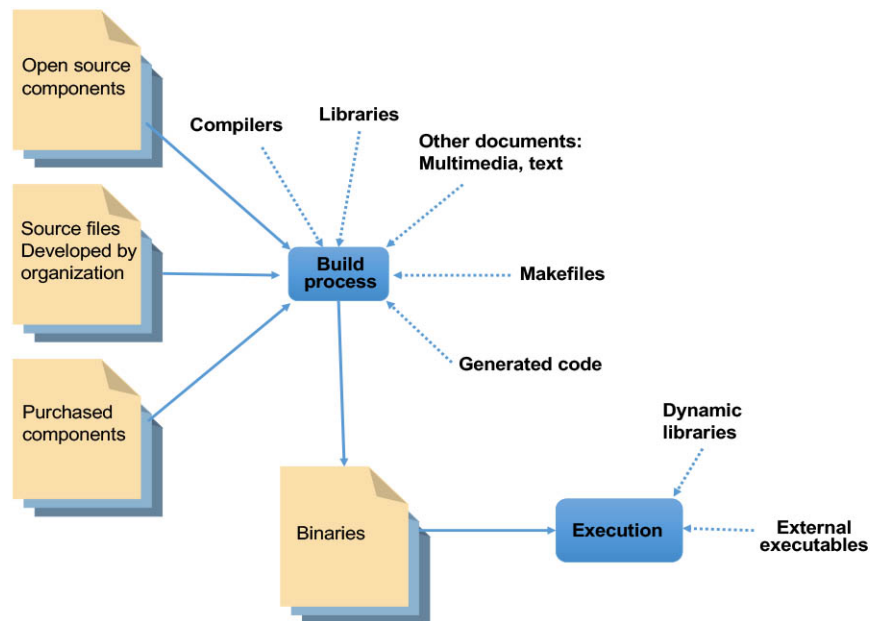 Open source
components
Compilers
Libraries
Other documents:
Multimedia, text
Source files
Developed by
organization
Build
process
Makefiles
Generated code
Purchased
components
Dynamic
libraries
Binaries
Execution
External
executables